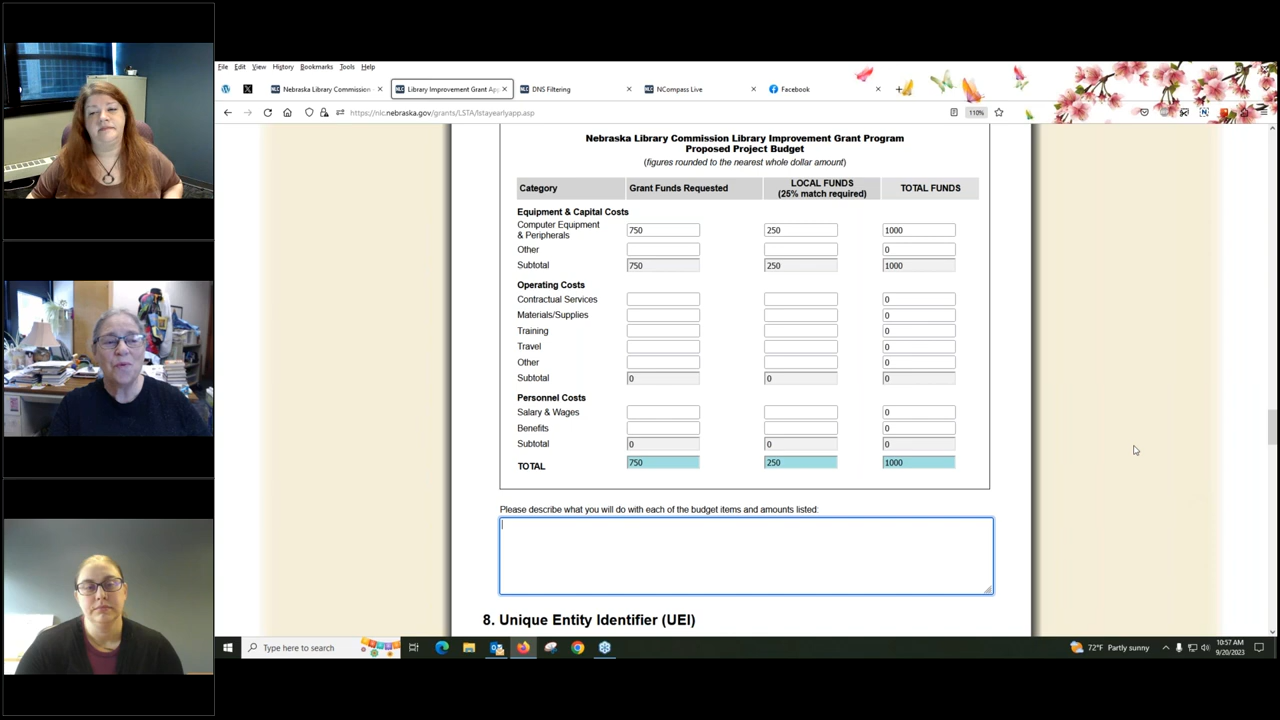 File Edit View History Bookmarks Tools Help
Nebraska Library Commission - Library Improvement Grant App DNS Filtering NCompass Live Facebook
https://nlc.nebraska.gov/grants/LSTA/lstayearlyapp.asp 110%
Nebraska Library Commission Library Improvement Grant Program
Proposed Project Budget
(figures rounded to the nearest whole dollar amount)
Category Grant Funds Requested LOCAL FUNDS (25% match required) TOTAL FUNDS
Equipment & Capital Costs
Computer Equipment & Peripherals 750 250 1000
Other 0
Subtotal 750 250 1000
Operating Costs
Contractual Services 0
Materials/Supplies 0
Training 0
Travel 0
Other 0
Subtotal 0 0 0
Personnel Costs
Salary & Wages 0
Benefits 0
Subtotal 0 0 0
TOTAL 750 250 1000
Please describe what you will do with each of the budget items and amounts listed:
8. Unique Entity Identifier (UEI)
Type here to search 72°F Partly sunny 10:57 AM
9/20/2023